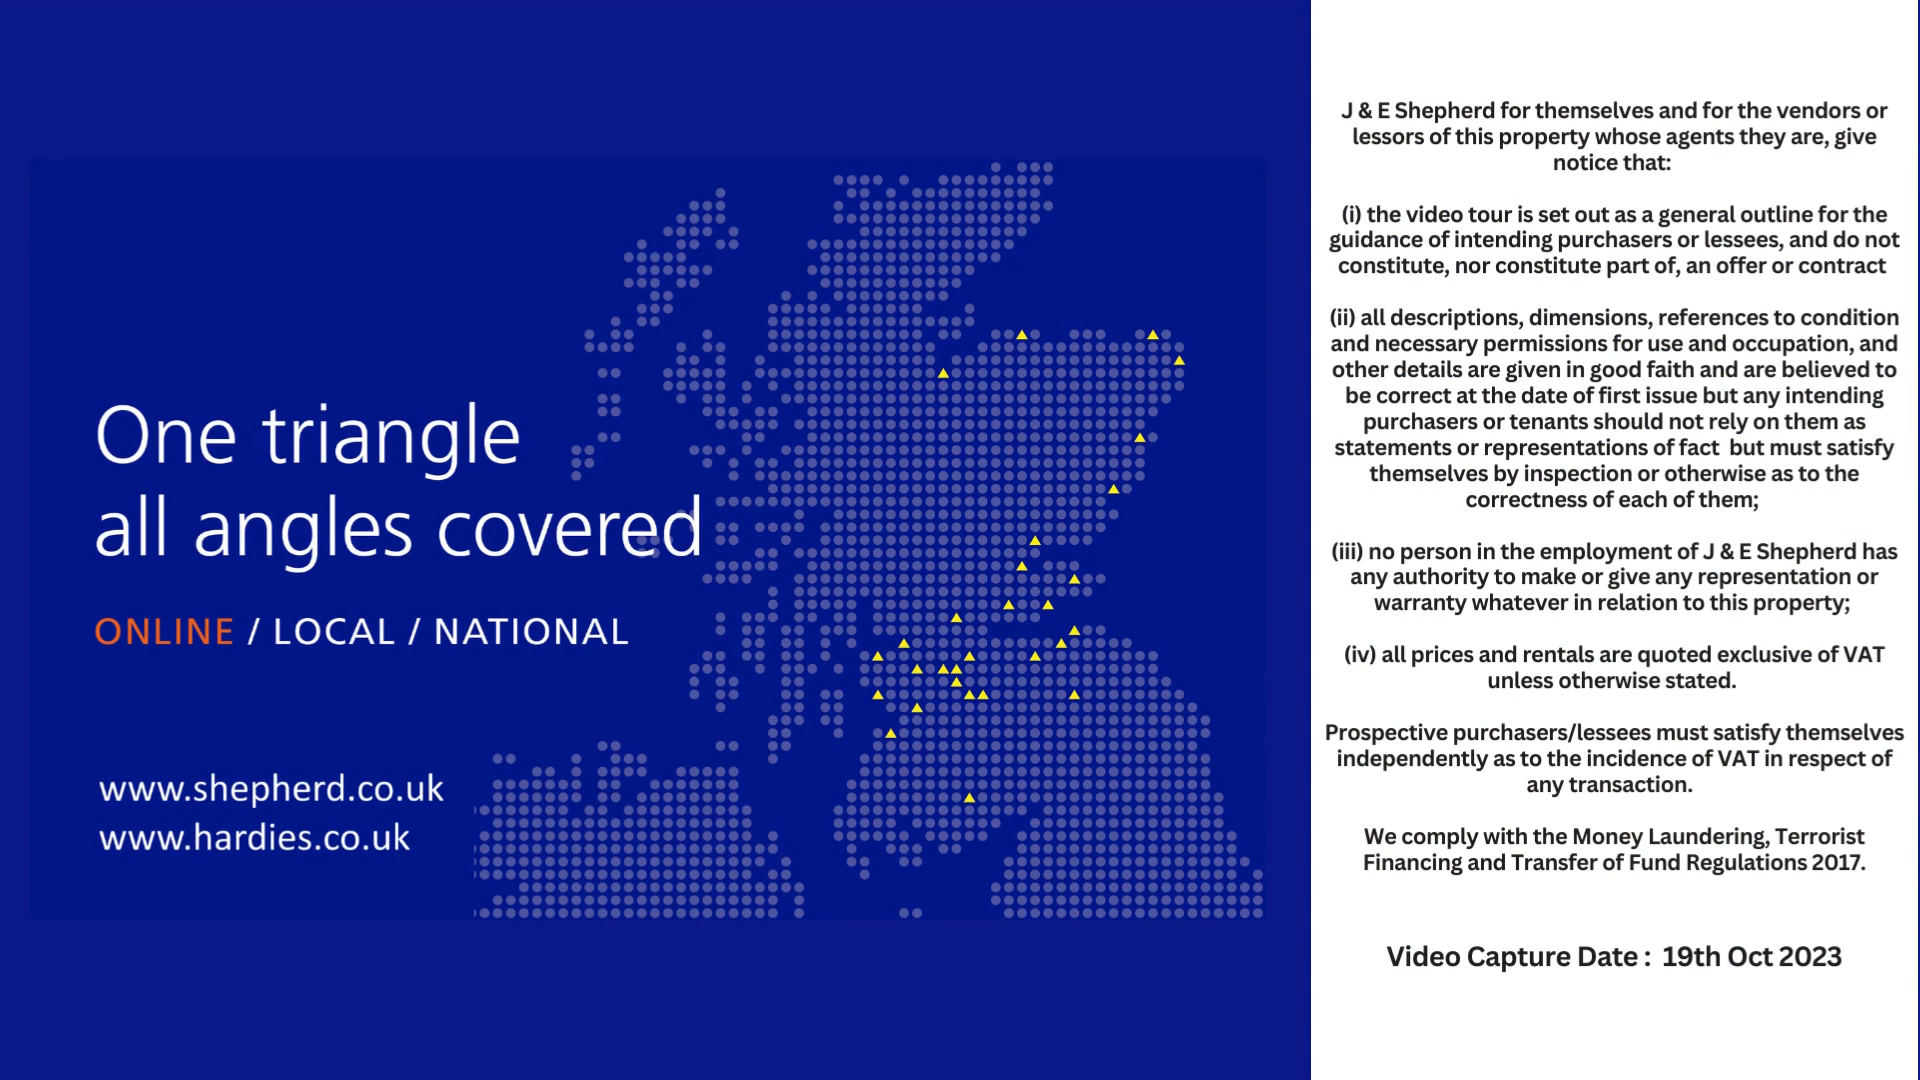 One triangle
all angles covered
ONLINE / LOCAL / NATIONAL
www.shepherd.co.uk
www.hardies.co.uk
J & E Shepherd for themselves and for the vendors or
lessors of this property whose agents they are, give
notice that:
(i) the video tour is set out as a general outline for the
guidance of intending purchasers or lessees, and do not
constitute, nor constitute part of, an offer or contract
(ii) all descriptions, dimensions, references to condition
and necessary permissions for use and occupation, and
other details are given in good faith and are believed to
be correct at the date of first issue but any intending
purchasers or tenants should not rely on them as
statements or representations of fact but must satisfy
themselves by inspection or otherwise as to the
correctness of each of them;
(iii) no person in the employment of J & E Shepherd has
any authority to make or give any representation or
warranty whatever in relation to this property;
(iv) all prices and rentals are quoted exclusive of VAT
unless otherwise stated.
Prospective purchasers/lessees must satisfy themselves
independently as to the incidence of VAT in respect of
any transaction.
We comply with the Money Laundering, Terrorist
Financing and Transfer of Fund Regulations 2017.
Video Capture Date : 19th Oct 2023